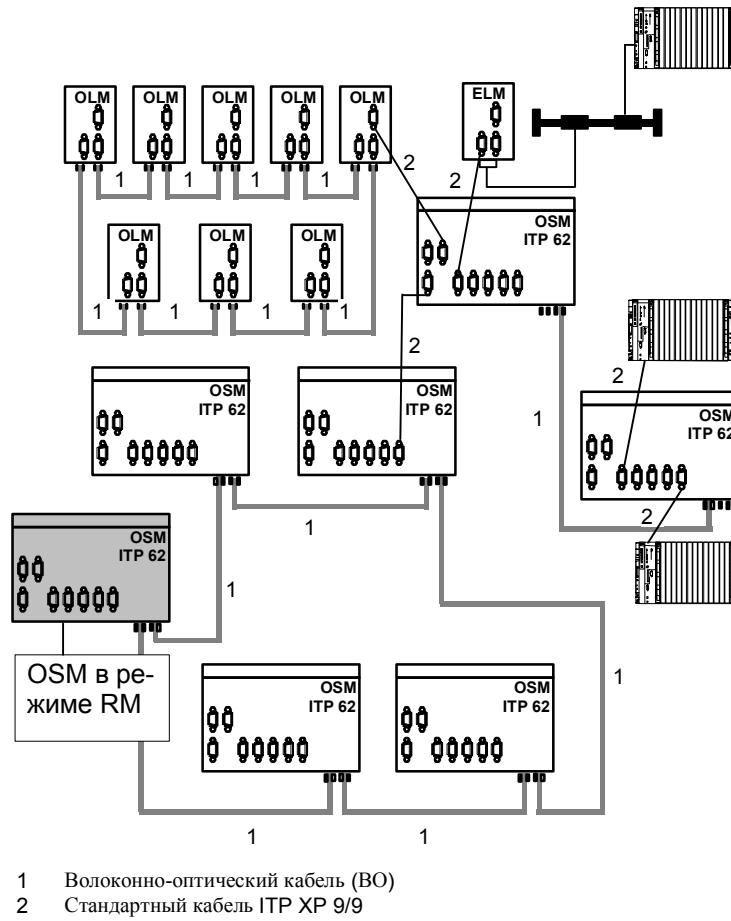 OLM OLM OLM OLM OLM ELM
1 1 1 1 2 2
OSM
ITP 62
OLM OLM OLM
1 1 1 1
2
OSM
ITP 62
OSM
ITP 62
1
2
OSM
ITP 62
2
1
OSM
ITP 62
1
OSM в ре-
жиме RM
1
OSM
ITP 62
OSM
ITP 62
1 1
1 Волоконно-оптический кабель (ВО)
2 Стандартный кабель ITP XP 9/9